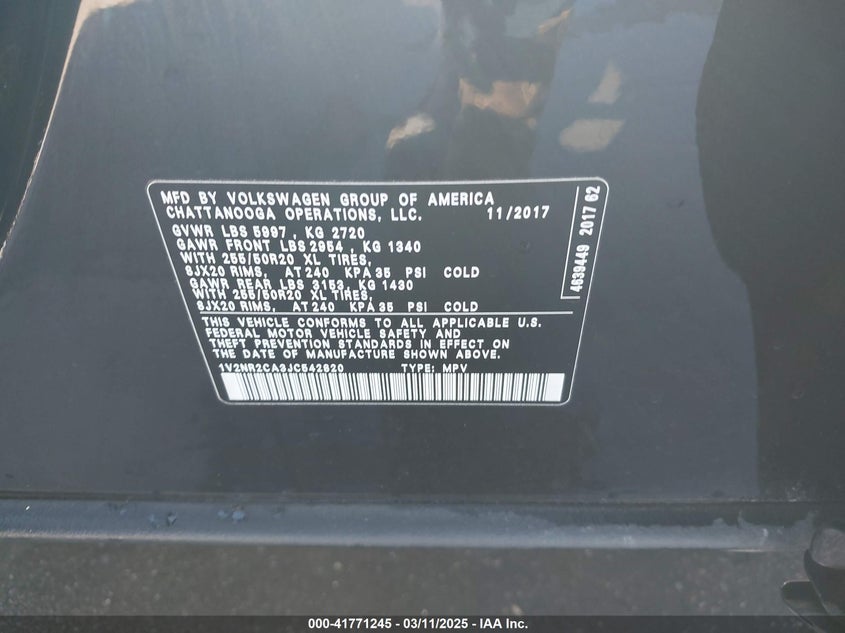 MFD BY VOLKSWAGEN GROUP OF AMERICA
CHATTANOOGA OPERATIONS, LLC. 11/2017
GVWR LBS 5997 , KG 2720
GAWR FRONT LBS 2954 , KG 1340
WITH 255/50R20 XL TIRES,
8JX20 RIMS, AT 240 KPA 35 PSI COLD
GAWR REAR LBS 3153, KG 1430
WITH 255/50R20 XL TIRES,
8JX20 RIMS, AT 240 KPA 35 PSI COLD
THIS VEHICLE CONFORMS TO ALL APPLICABLE U.S.
FEDERAL MOTOR VEHICLE SAFETY AND
THEFT PREVENTION STANDARDS IN EFFECT ON
THE DATE OF MANUFACTURE SHOWN ABOVE.
1V2NR2CA3JC542620 TYPE: MPV
4639449 2017 62
000-41771245 - 03/11/2025 - IAA Inc.